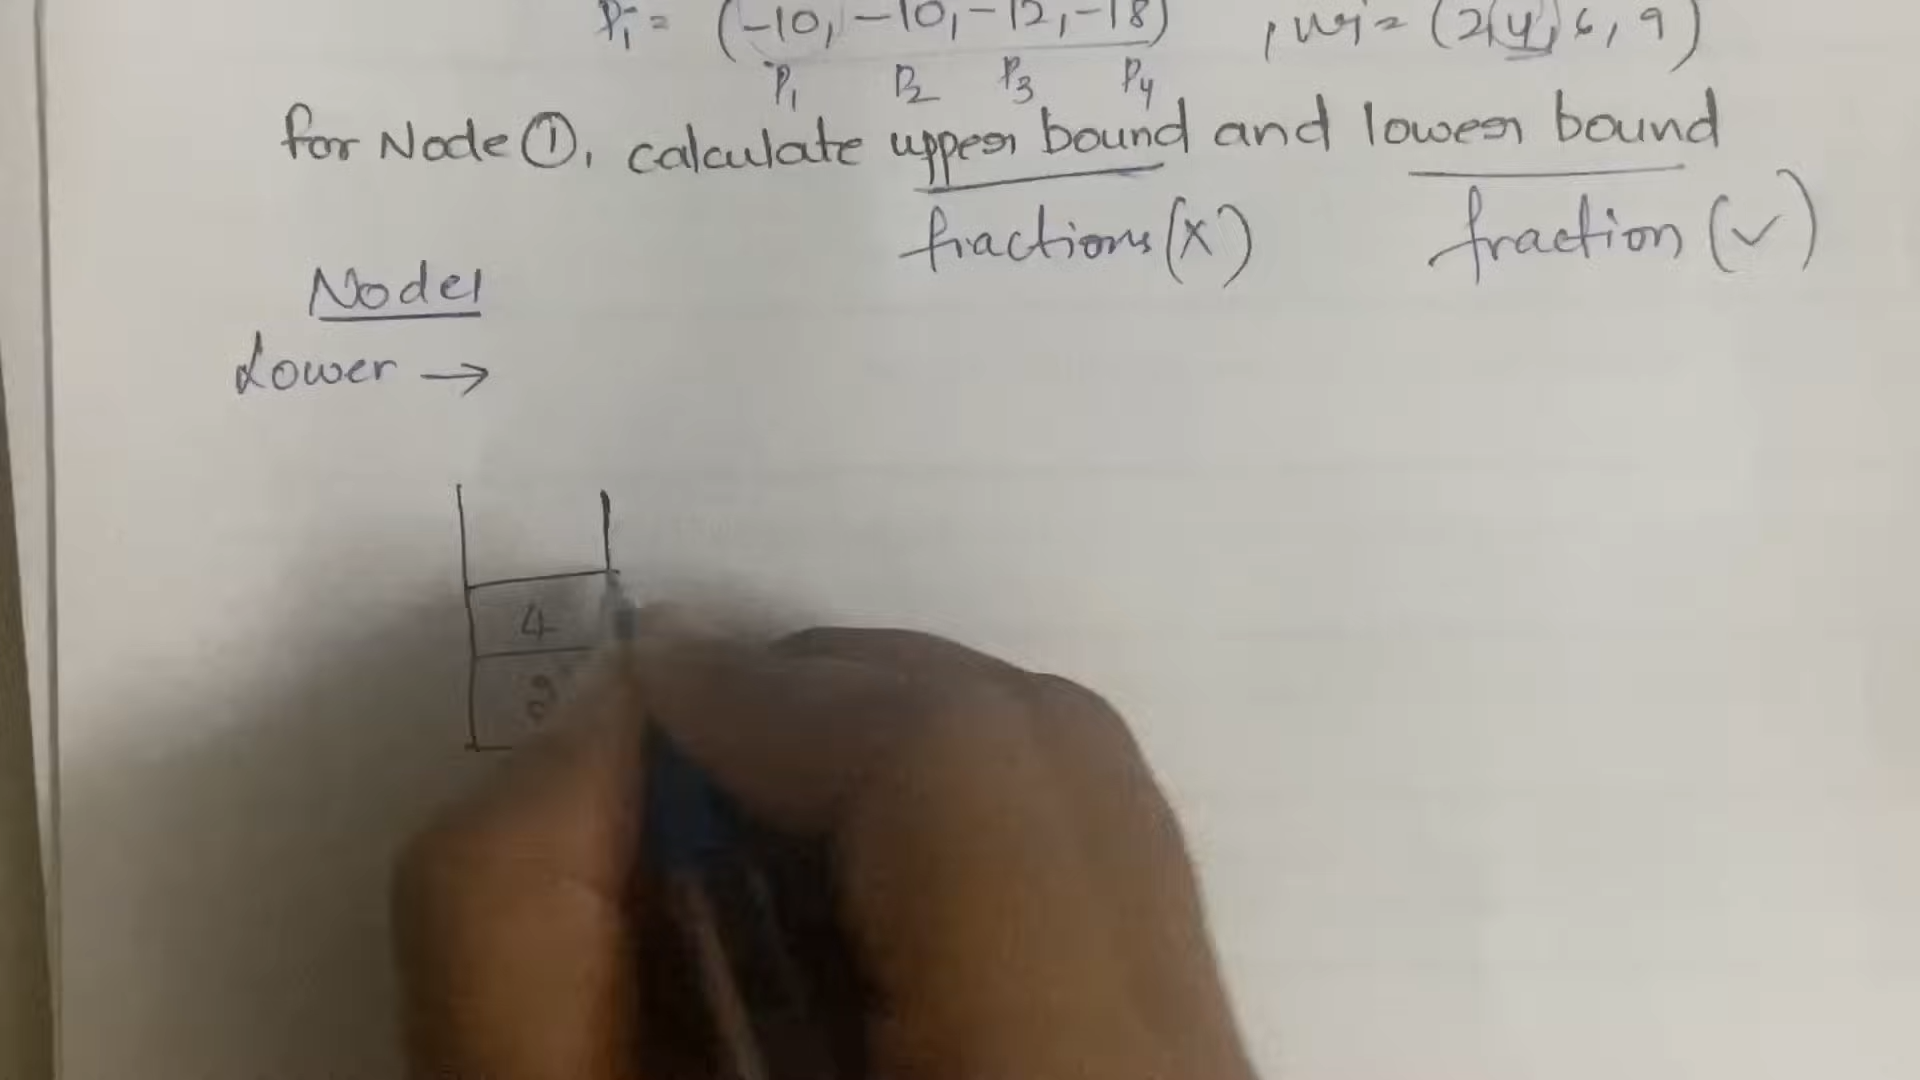 Pi = (-10, -10, -12, -18) , wi = (2, 4, 6, 9)
P1 P2 P3 P4
for Node ①, calculate upper bound and lower bound
fractions (x) fraction (✓)
Node1
Lower →
4
2